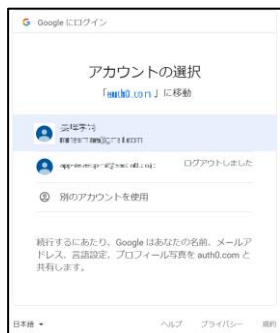 Google にログイン
アカウントの選択
「auth0.com」に移動
ログアウトしました
別のアカウントを使用
続行するにあたり、Google はあなたの名前、メールア
ドレス、言語設定、プロフィール写真を auth0.com と
共有します。
日本語
ヘルプ プライバシー 規約